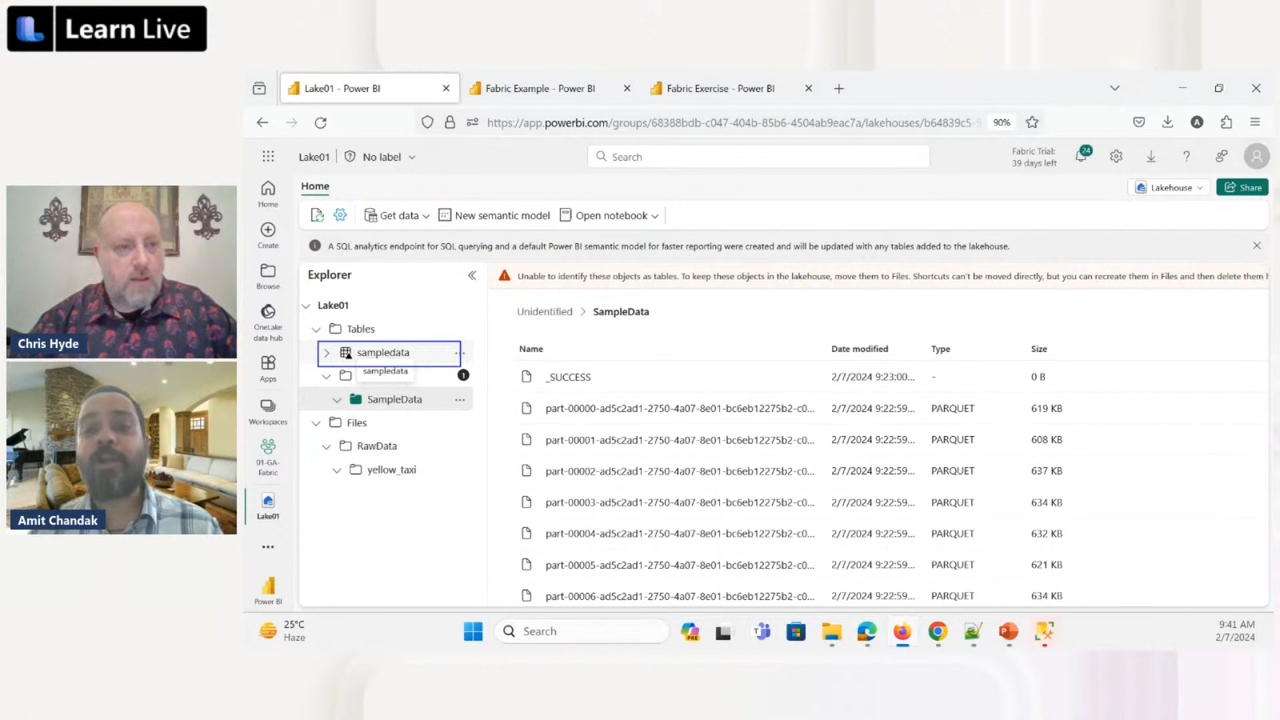 Learn Live
Chris Hyde
Amit Chandak
Lake01 - Power BI
Fabric Example - Power BI
Fabric Exercise - Power BI
https://app.powerbi.com/groups/68388bdb-c047-404b-85b6-4504ab9eac7a/lakehouses/b64839c5-9
90%
Lake01
No label
Search
Fabric Trial:
39 days left
24
Home
Lakehouse
Share
Get data
New semantic model
Open notebook
A SQL analytics endpoint for SQL querying and a default Power BI semantic model for faster reporting were created and will be updated with any tables added to the lakehouse.
Home
Create
Browse
OneLake
data hub
Apps
Workspaces
01-GA-
Fabric
Lake01
Power BI
Explorer
Lake01
Tables
sampledata
sampledata
1
SampleData
Files
RawData
yellow_taxi
Unable to identify these objects as tables. To keep these objects in the lakehouse, move them to Files. Shortcuts can't be moved directly, but you can recreate them in Files and then delete them
Unidentified > SampleData
Name Date modified Type Size
_SUCCESS 2/7/2024 9:23:00... - 0 B
part-00000-ad5c2ad1-2750-4a07-8e01-bc6eb12275b2-c0... 2/7/2024 9:22:59... PARQUET 619 KB
part-00001-ad5c2ad1-2750-4a07-8e01-bc6eb12275b2-c0... 2/7/2024 9:22:59... PARQUET 608 KB
part-00002-ad5c2ad1-2750-4a07-8e01-bc6eb12275b2-c0... 2/7/2024 9:22:59... PARQUET 637 KB
part-00003-ad5c2ad1-2750-4a07-8e01-bc6eb12275b2-c0... 2/7/2024 9:22:59... PARQUET 634 KB
part-00004-ad5c2ad1-2750-4a07-8e01-bc6eb12275b2-c0... 2/7/2024 9:22:59... PARQUET 632 KB
part-00005-ad5c2ad1-2750-4a07-8e01-bc6eb12275b2-c0... 2/7/2024 9:22:59... PARQUET 621 KB
part-00006-ad5c2ad1-2750-4a07-8e01-bc6eb12275b2-c0... 2/7/2024 9:22:59... PARQUET 634 KB
25°C
Haze
Search
9:41 AM
2/7/2024